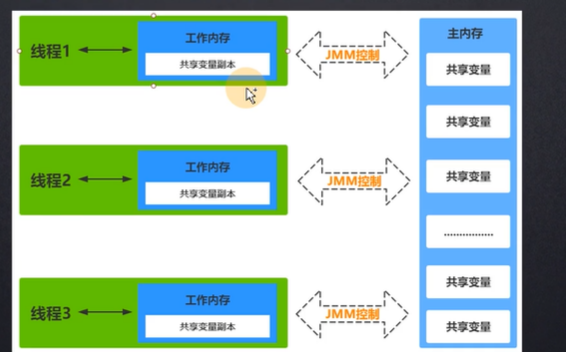 线程1
工作内存
共享变量副本
JMM控制
线程2
工作内存
共享变量副本
JMM控制
线程3
工作内存
共享变量副本
JMM控制
主内存
共享变量
共享变量
共享变量
................
共享变量
共享变量